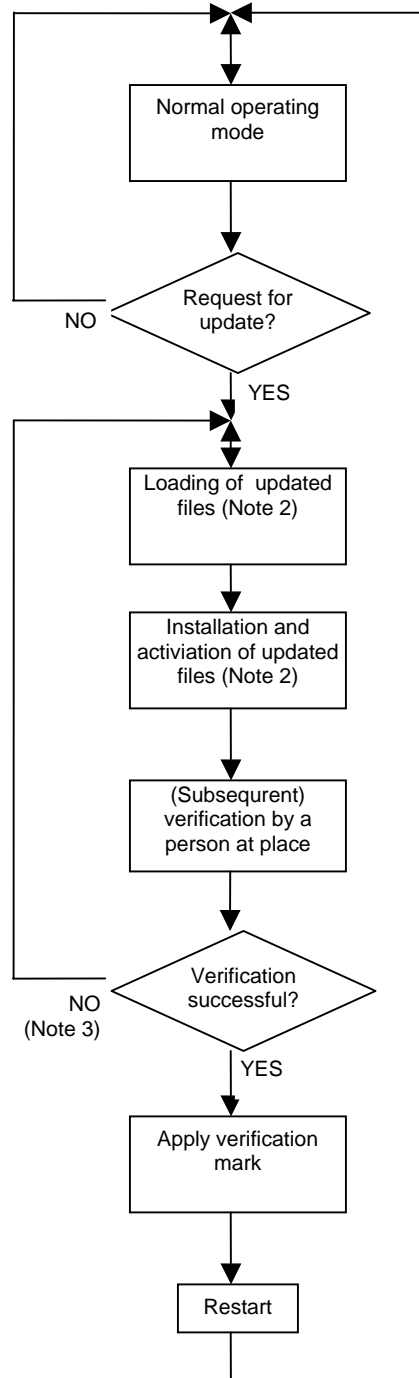 Normal operating
mode
Request for
update?
NO
YES
Loading of updated
files (Note 2)
Installation and
activiation of updated
files (Note 2)
(Subsequrent)
verification by a
person at place
Verification
successful?
NO
(Note 3)
YES
Apply verification
mark
Restart